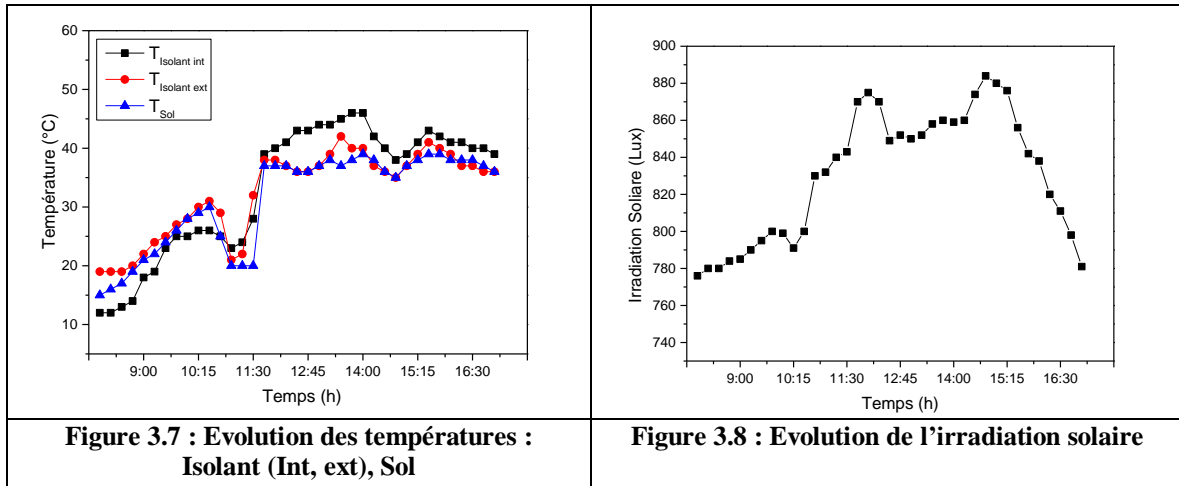 60
50
40
30
20
10
Température (°C)
T Isolant int
T Isolant ext
T Sol
9:00 10:15 11:30 12:45 14:00 15:15 16:30
Temps (h)
900
880
860
840
820
800
780
760
740
Irradiation Soliare (Lux)
9:00 10:15 11:30 12:45 14:00 15:15 16:30
Temps (h)
Figure 3.7 : Evolution des températures :
Isolant (Int, ext), Sol
Figure 3.8 : Evolution de l’irradiation solaire